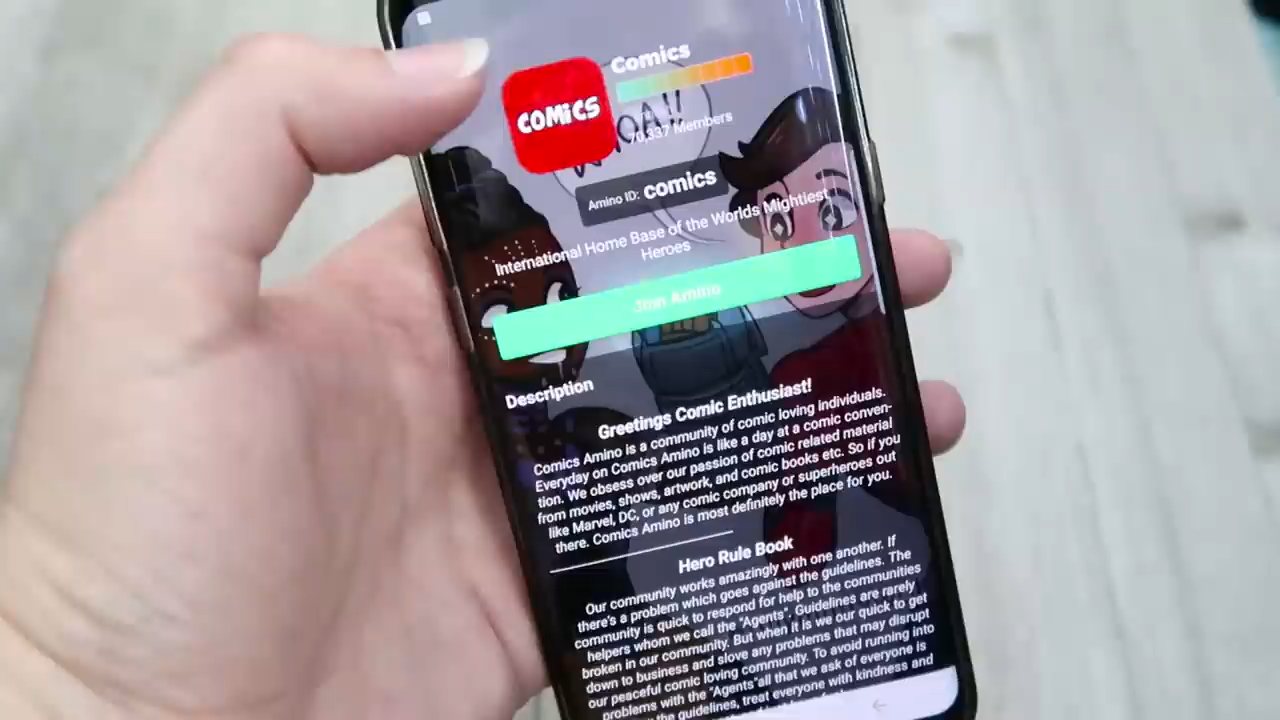 Comics
COMiCS
WHOA!!
70,337 Members
Amino ID: comics
International Home Base of the Worlds Mightiest
Heroes
Join Amino
Description
Greetings Comic Enthusiast!
Comics Amino is a community of comic loving individuals.
Everyday on Comics Amino is like a day at a comic conven-
tion. We obsess over our passion of comic related material
from movies, shows, artwork, and comic books etc. So if you
like Marvel, DC, or any comic company or superheroes out
there. Comics Amino is most definitely the place for you.
Hero Rule Book
Our community works amazingly with one another. If
there's a problem which goes against the guidelines. The
community is quick to respond for help to the communities
helpers whom we call the "Agents". Guidelines are rarely
broken in our community. But when it is we our quick to get
down to business and slove any problems that may disrupt
our peaceful comic loving community. To avoid running into
problems with the "Agents"all that we ask of everyone is
the guidelines, treat everyone with kindness and